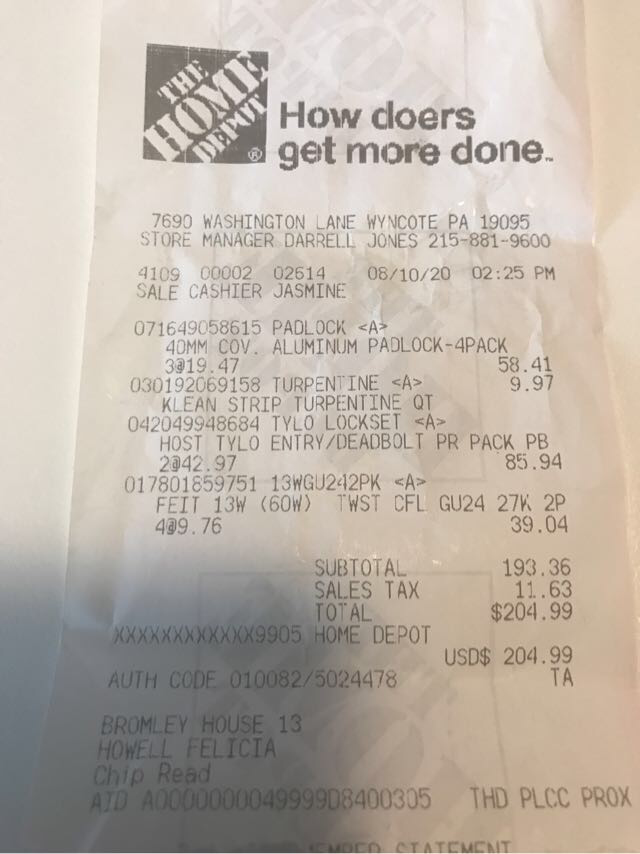 THE
HOME
DEPOT
®
How doers
get more done™
7690 WASHINGTON LANE WYNCOTE PA 19095
STORE MANAGER DARRELL JONES 215-881-9600
4109 00002 02614 08/10/20 02:25 PM
SALE CASHIER JASMINE
071649058615 PADLOCK <A>
40MM COV. ALUMINUM PADLOCK-4PACK
3@19.47 58.41
030192069158 TURPENTINE <A> 9.97
KLEAN STRIP TURPENTINE QT
042049948684 TYLO LOCKSET <A>
HOST TYLO ENTRY/DEADBOLT PR PACK PB
2@42.97 85.94
017801659751 13WGU242PK <A>
FEIT 13W (60W) TWST CFL GU24 27K 2P
4@9.76 39.04
SUBTOTAL 193.36
SALES TAX 11.63
TOTAL $204.99
XXXXXXXXXXXX9905 HOME DEPOT
USD$ 204.99
AUTH CODE 010082/5024478 TA
BROMLEY HOUSE 13
HOWELL FELICIA
Chip Read
AID A0000000049999D8400305 THD PLCC PROX
STATEMENT